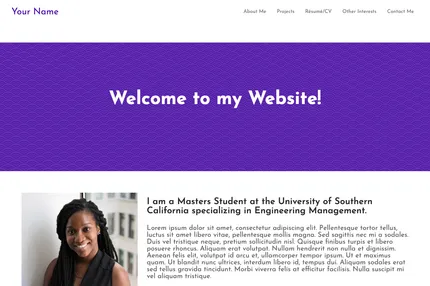 Your Name
About Me Projects Résumé/CV Other Interests Contact Me
Welcome to my Website!
I am a Masters Student at the University of Southern
California specializing in Engineering Management.
Lorem ipsum dolor sit amet, consectetur adipiscing elit. Pellentesque tortor tellus,
luctus sit amet libero vitae, pellentesque mollis magna. Sed sagittis nec mi a sodales.
Duis vel tristique neque, pretium sollicitudin nisl. Quisque finibus turpis et libero
posuere rhoncus. Aliquam erat volutpat. Nullam hendrerit non mi et dignissim.
Aenean felis elit, volutpat id arcu et, ullamcorper tempor ipsum. Ut et maximus
quam. Ut blandit nunc ultrices, interdum libero id, tempus dui. Aliquam sodales erat
sed tellus gravida tincidunt. Morbi viverra felis at efficitur facilisis. Nulla suscipit mi
vel aliquam tristique.